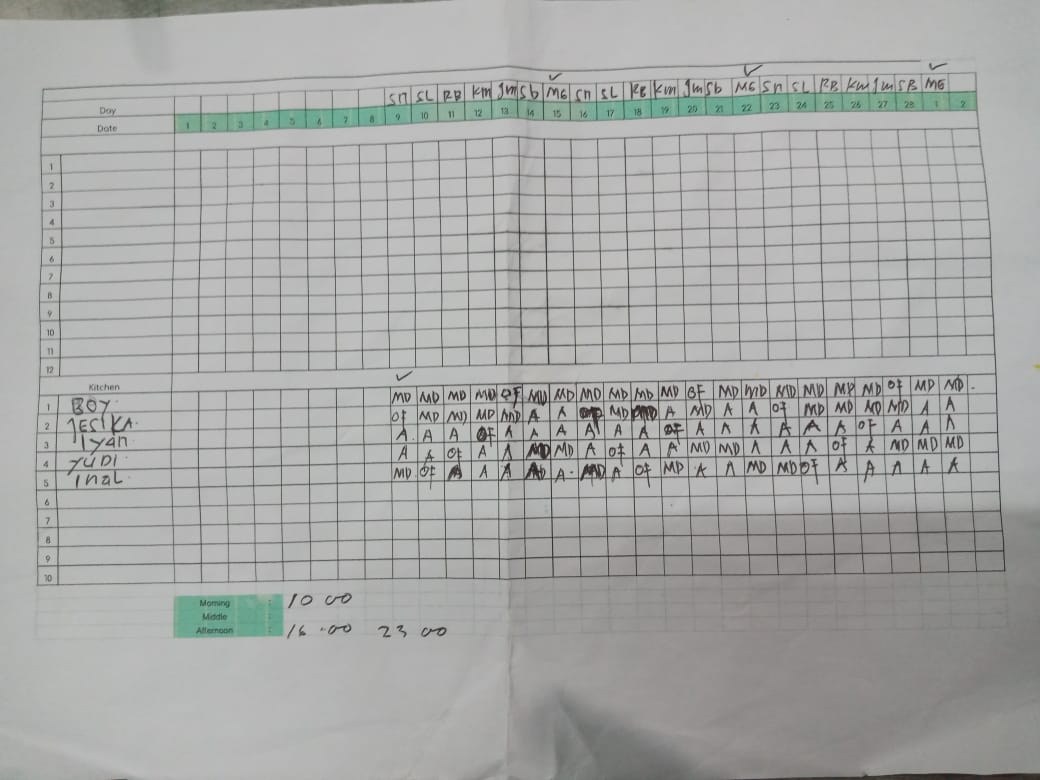 Day Sn SL RB Km Jm Sb MG Sn SL RB Km Jm Sb MG Sn SL RB Km Jm SB MG
Date 1 2 3 4 5 6 7 8 9 10 11 12 13 14 15 16 17 18 19 20 21 22 23 24 25 26 27 28 1 2
1
2
3
4
5
6
7
8
9
10
11
12
Kitchen
1 BOY MD MD MD MD OF MD MD MD MD MD MD OF MD MD MD MD MD MD OF MD MD
2 JESIKA OF MD MD MD MD A A MD A MD A A OF MD MD MD MD A A
3 Iyan A A A OF A A A A A A OF A A A A A A OF A A A
4 YUDI A A OF A A MD MD A OF A A MD MD A A A OF A MD MD MD
5 INAL MD OF A A A A A OF MD A A MD MD OF A A A A A
6
7
8
9
10
Morning : 10 00
Middle :
Afternoon : 16.00 23 00